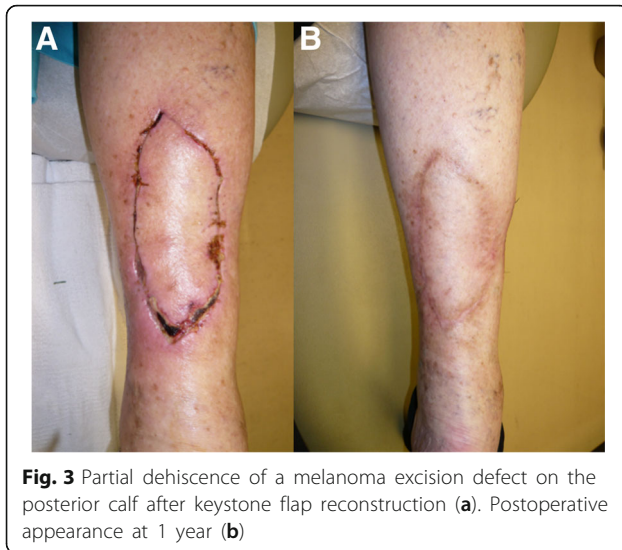 A
B
Fig. 3 Partial dehiscence of a melanoma excision defect on the
posterior calf after keystone flap reconstruction (a). Postoperative
appearance at 1 year (b)